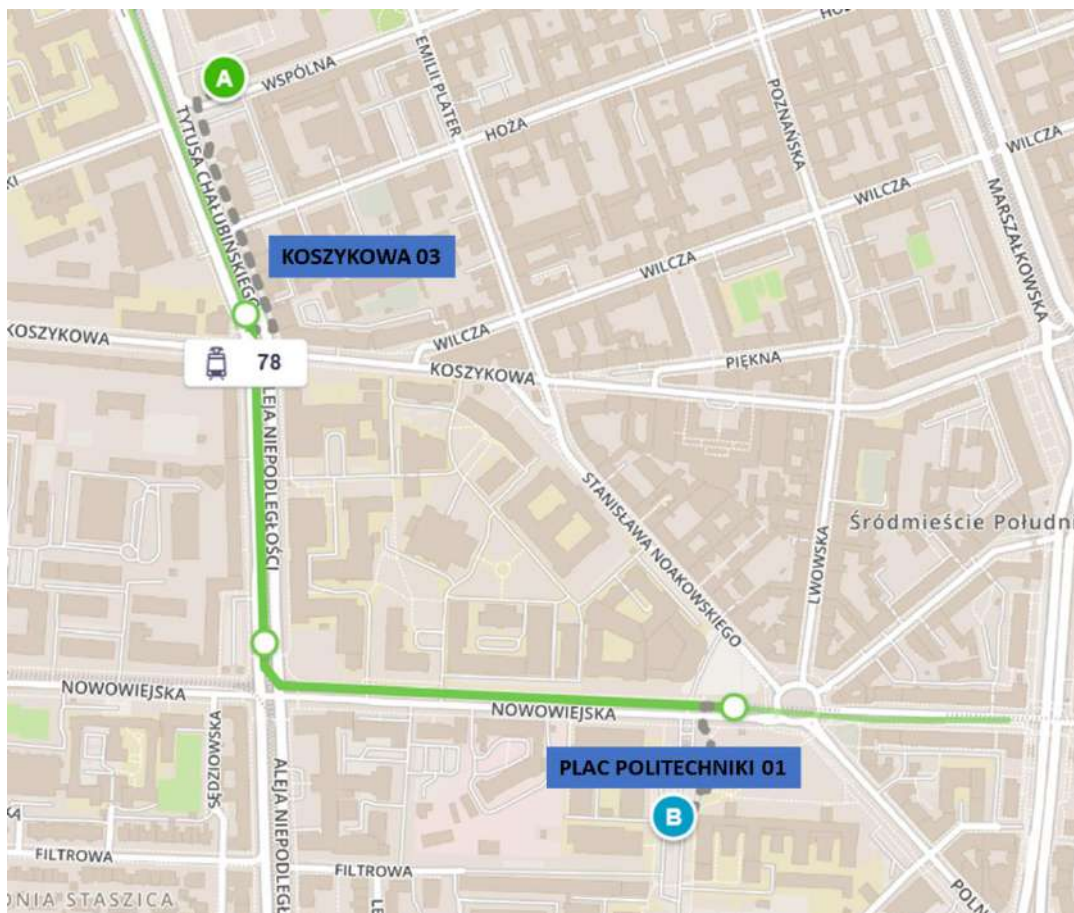 A
WSPÓLNA
EMILII PLATER
HOŻA
POZNAŃSKA
WILCZA
MARSZAŁKOWSKA
TYTUSA CHAŁUBIŃSKIEGO
WILCZA
KOSZYKOWA 03
WILCZA
KOSZYKOWA
WILCZA
PIĘKNA
78
KOSZYKOWA
ALEJA NIEPODLEGŁOŚCI
STANISŁAWA NOAKOWSKIEGO
Śródmieście Południ
LWOWSKA
NOWOWIEJSKA
NOWOWIEJSKA
SĘDZIOWSKA
PLAC POLITECHNIKI 01
ALEJA NIEPODLEGŁ
B
FILTROWA
FILTROWA
POLN
ONIA STASZICA